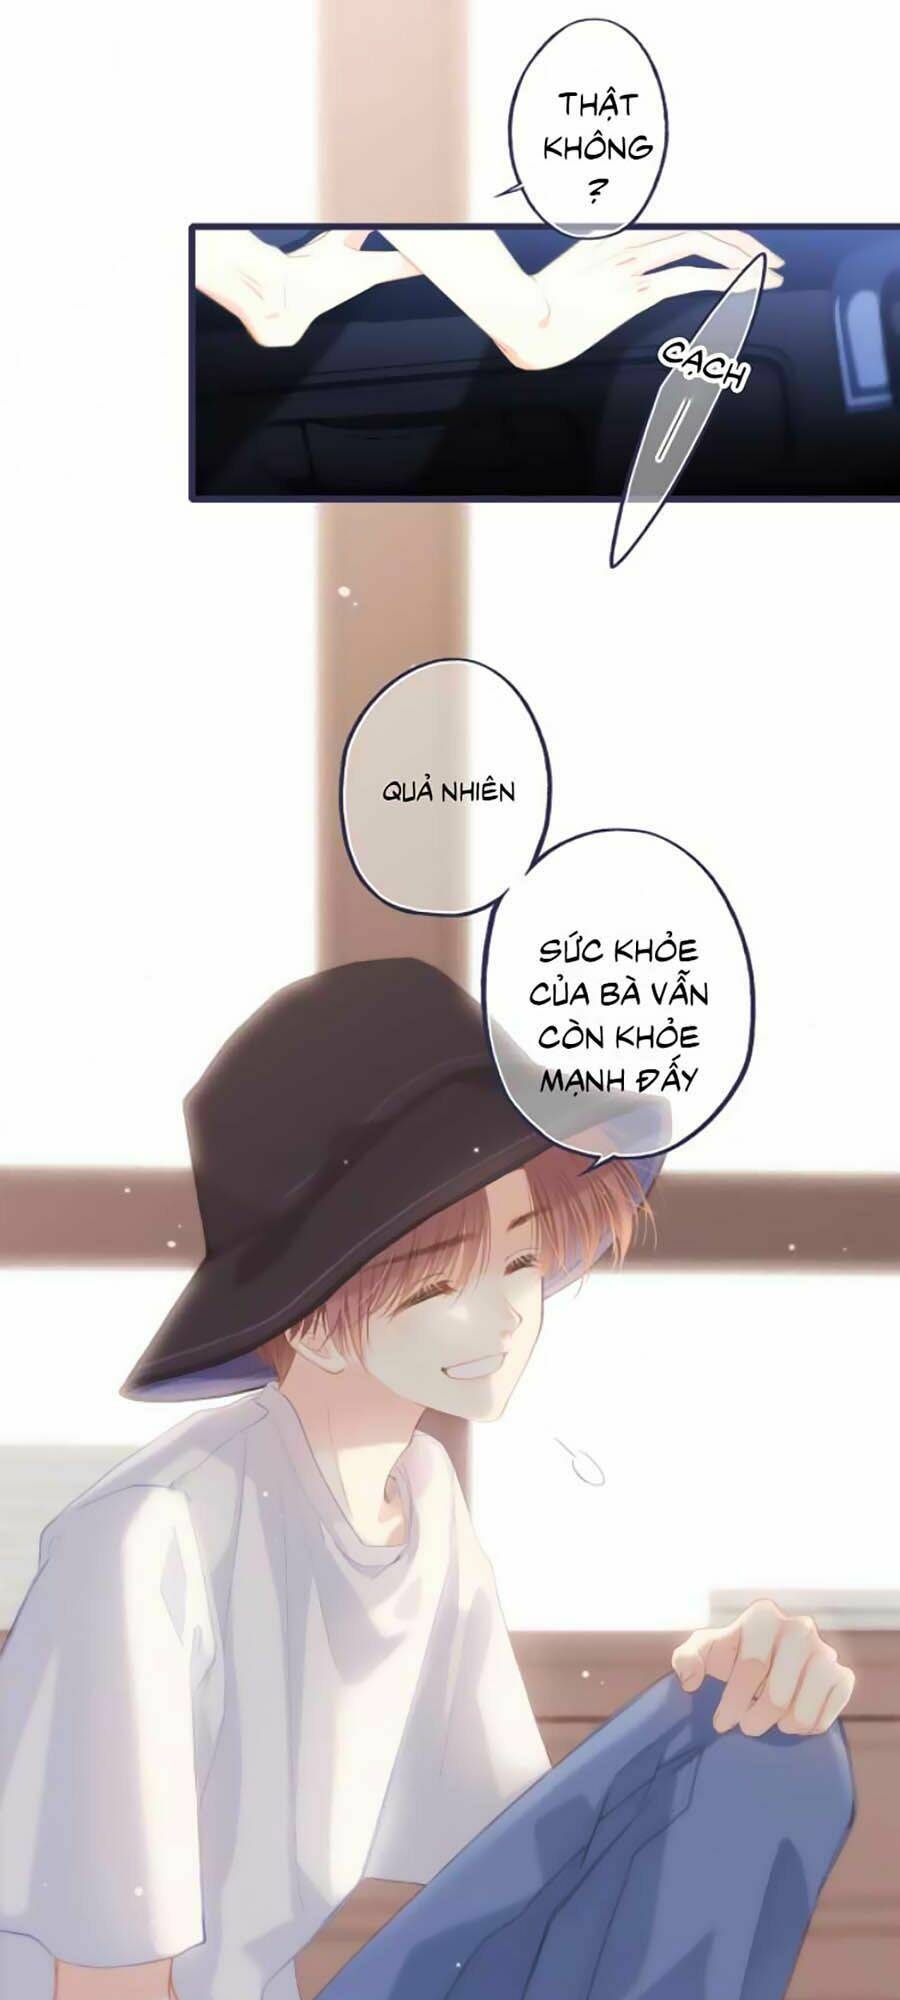 THẬT
KHÔNG
?
CẠCH
QUẢ NHIÊN
SỨC KHỎE
CỦA BÀ VẪN
CÒN KHỎE
MẠNH ĐẤY